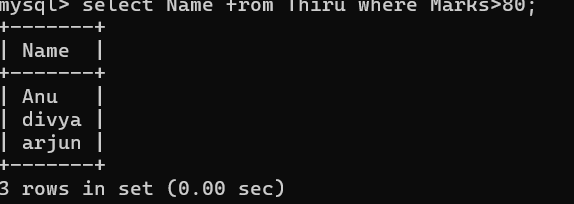 mysql> select Name from Thiru where Marks>80;
+-------+
| Name  |
+-------+
| Anu   |
| divya |
| arjun |
+-------+
3 rows in set (0.00 sec)